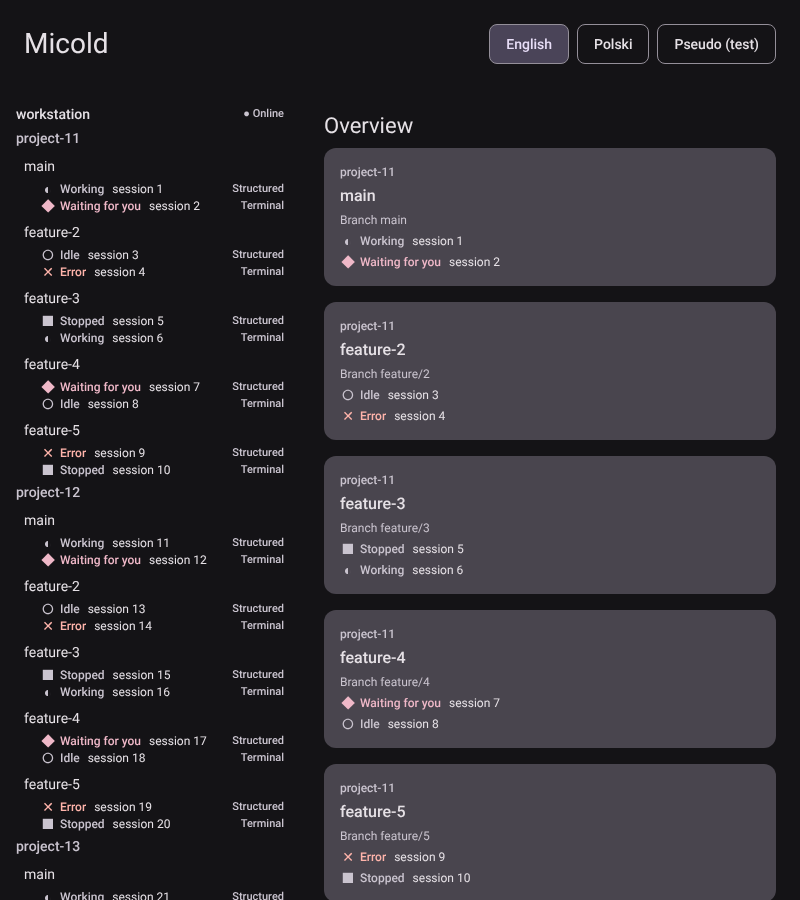 Micold
English
Polski
Pseudo (test)
workstation
● Online
project-11
main
Working session 1 Structured
Waiting for you session 2 Terminal
feature-2
Idle session 3 Structured
Error session 4 Terminal
feature-3
Stopped session 5 Structured
Working session 6 Terminal
feature-4
Waiting for you session 7 Structured
Idle session 8 Terminal
feature-5
Error session 9 Structured
Stopped session 10 Terminal
project-12
main
Working session 11 Structured
Waiting for you session 12 Terminal
feature-2
Idle session 13 Structured
Error session 14 Terminal
feature-3
Stopped session 15 Structured
Working session 16 Terminal
feature-4
Waiting for you session 17 Structured
Idle session 18 Terminal
feature-5
Error session 19 Structured
Stopped session 20 Terminal
project-13
main
Working session 21 Structured
Overview
project-11
main
Branch main
Working session 1
Waiting for you session 2
project-11
feature-2
Branch feature/2
Idle session 3
Error session 4
project-11
feature-3
Branch feature/3
Stopped session 5
Working session 6
project-11
feature-4
Branch feature/4
Waiting for you session 7
Idle session 8
project-11
feature-5
Branch feature/5
Error session 9
Stopped session 10